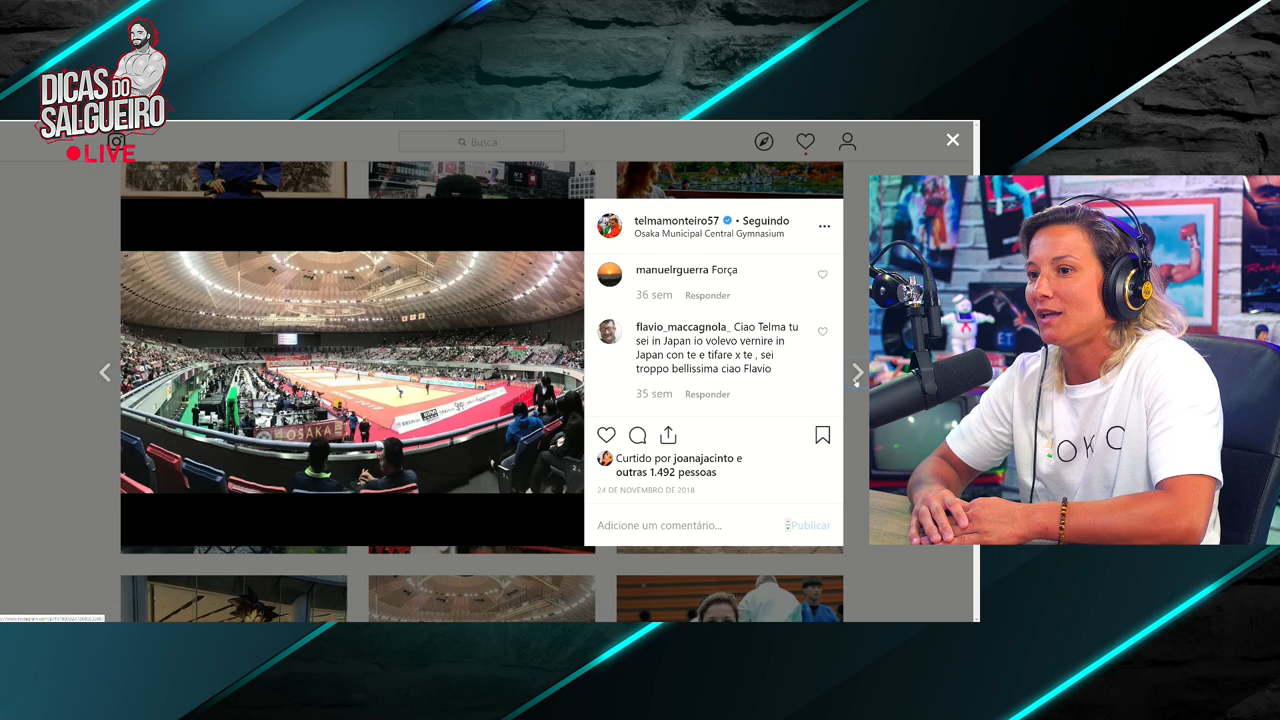 DICAS DO
SALGUEIRO
LIVE
Busca
telmamonteiro57 • Seguindo
Osaka Municipal Central Gymnasium
manuelrguerra Força
36 sem Responder
flavio_maccagnola_ Ciao Telma tu
sei in Japan io volevo vernire in
Japan con te e tifare x te , sei
troppo bellissima ciao Flavio
35 sem Responder
Curtido por joanajacinto e
outras 1.492 pessoas
24 DE NOVEMBRO DE 2018
Adicione um comentário...
Publicar
OSAKA
OKO